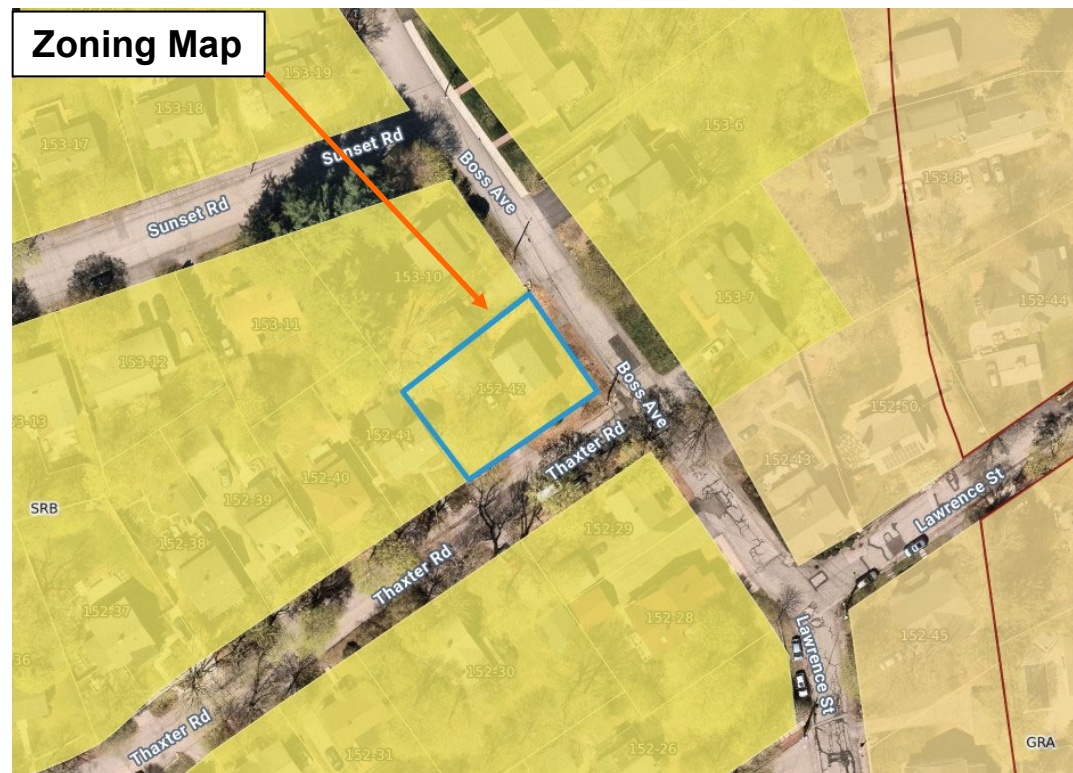 Zoning Map
153-19
153-18
153-17
Sunset Rd
Sunset Rd
Boss Ave
153-6
153-8
153-10
153-7
152-44
153-11
153-12
152-42
Boss Ave
152-50
152-41
Thaxter Rd
152-43
152-40
152-39
Lawrence St
SRB
152-38
152-29
Thaxter Rd
152-37
152-28
152-45
Lawrence St
36
152-30
Thaxter Rd
152-31
152-26
GRA